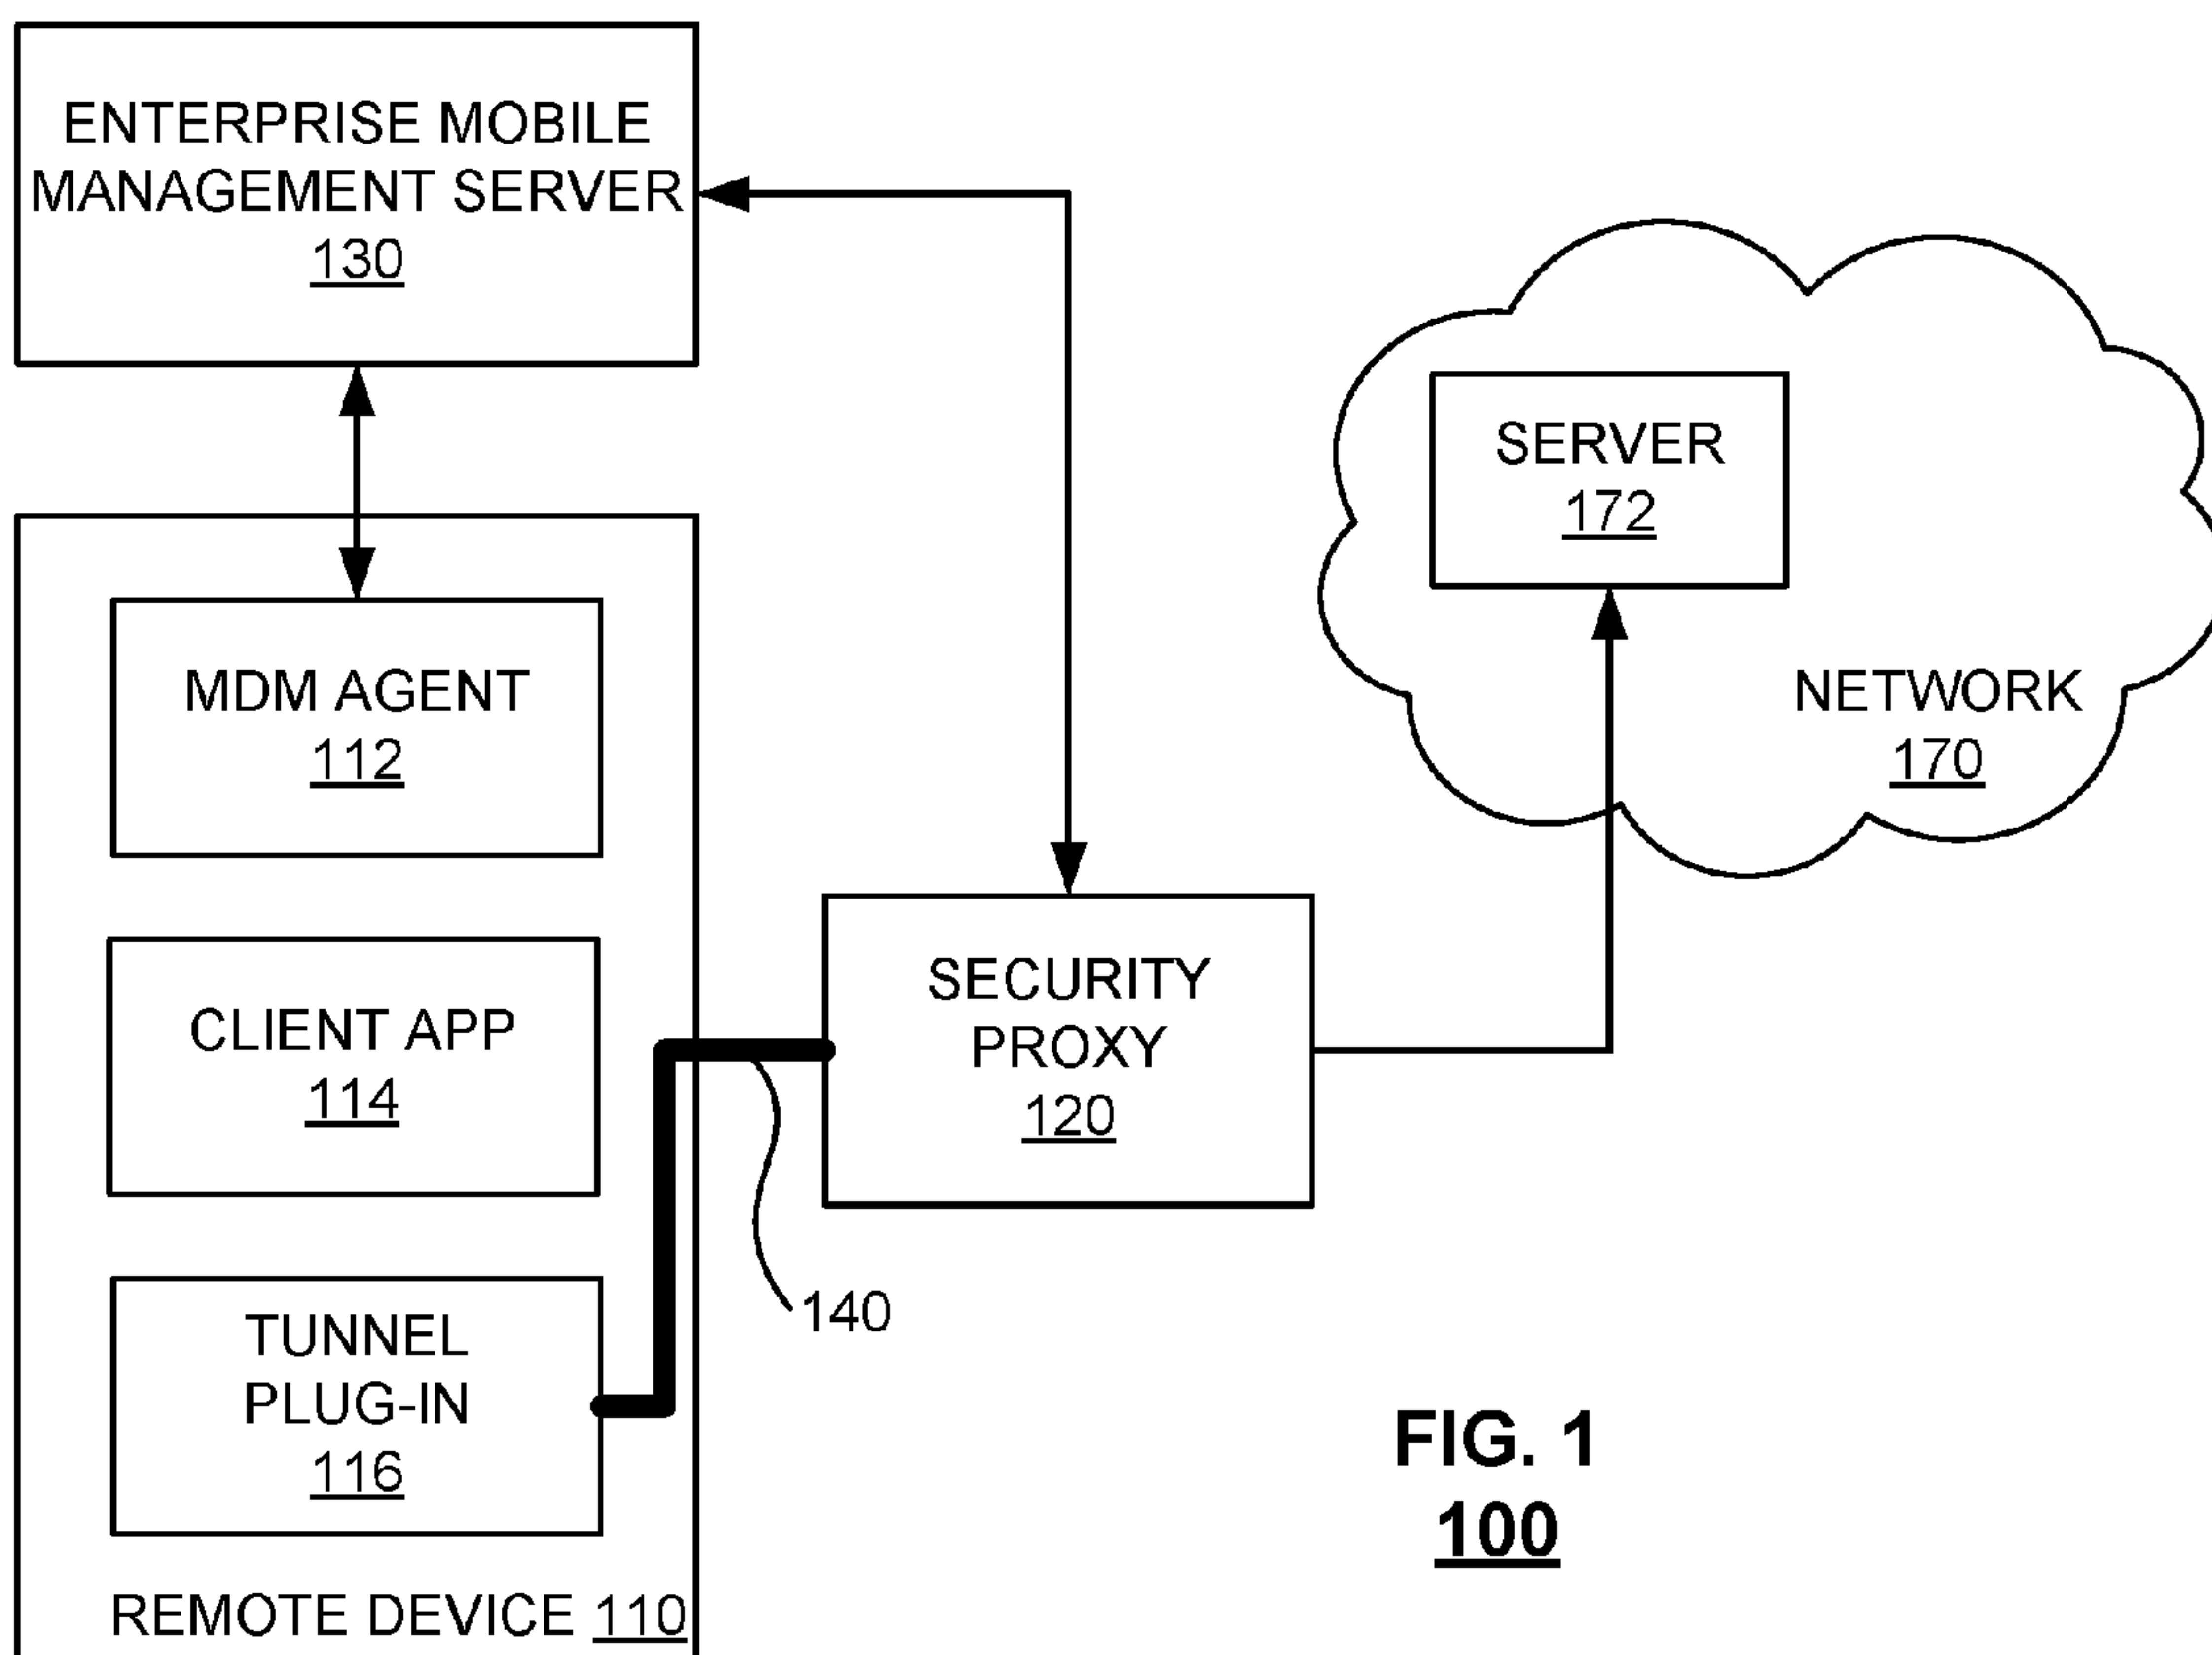 ENTERPRISE MOBILE
MANAGEMENT SERVER
130
SERVER
172
NETWORK
170
MDM AGENT
112
CLIENT APP
114
SECURITY
PROXY
120
TUNNEL
PLUG-IN
116
140
REMOTE DEVICE 110
FIG. 1
100